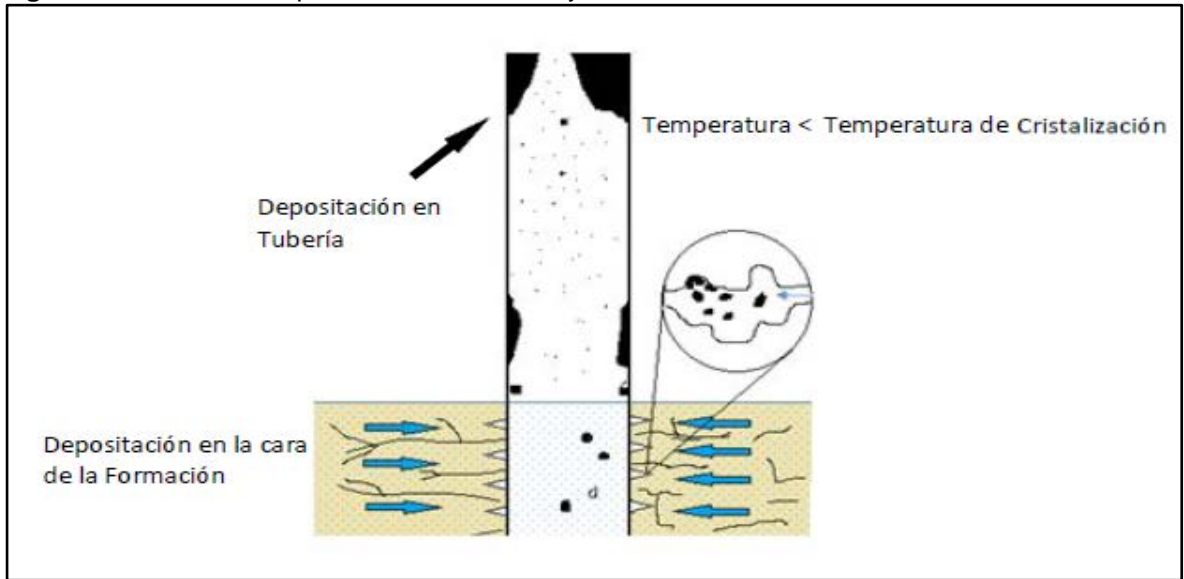 Temperatura < Temperatura de Cristalización
Depositación en
Tubería
Depositación en la cara
de la Formación
d